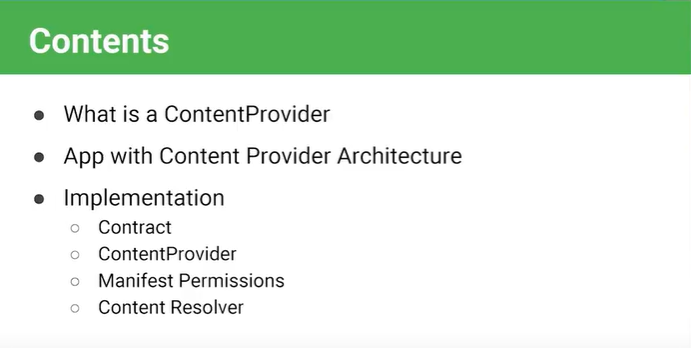 Contents
● What is a ContentProvider
● App with Content Provider Architecture
● Implementation
○ Contract
○ ContentProvider
○ Manifest Permissions
○ Content Resolver